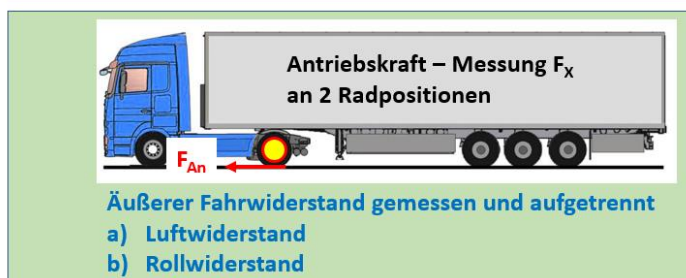 Antriebskraft – Messung Fx
an 2 Radpositionen
FAn
Äußerer Fahrwiderstand gemessen und aufgetrennt
a) Luftwiderstand
b) Rollwiderstand